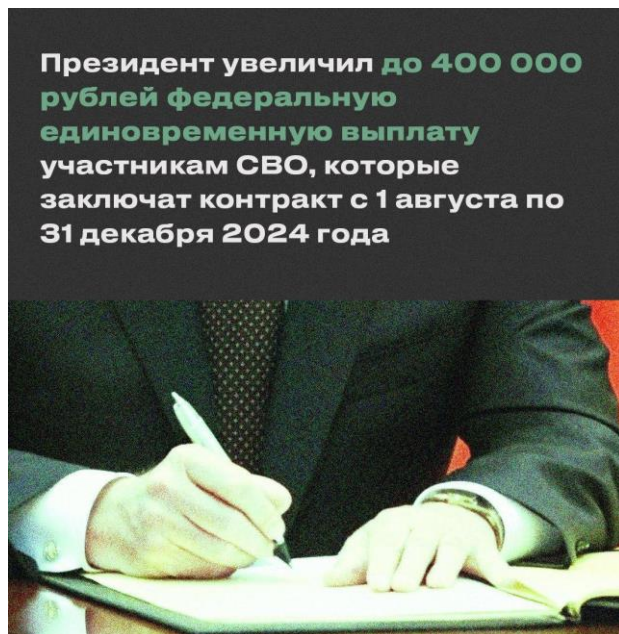 Президент увеличил до 400 000
рублей федеральную
единовременную выплату
участникам СВО, которые
заключат контракт с 1 августа по
31 декабря 2024 года